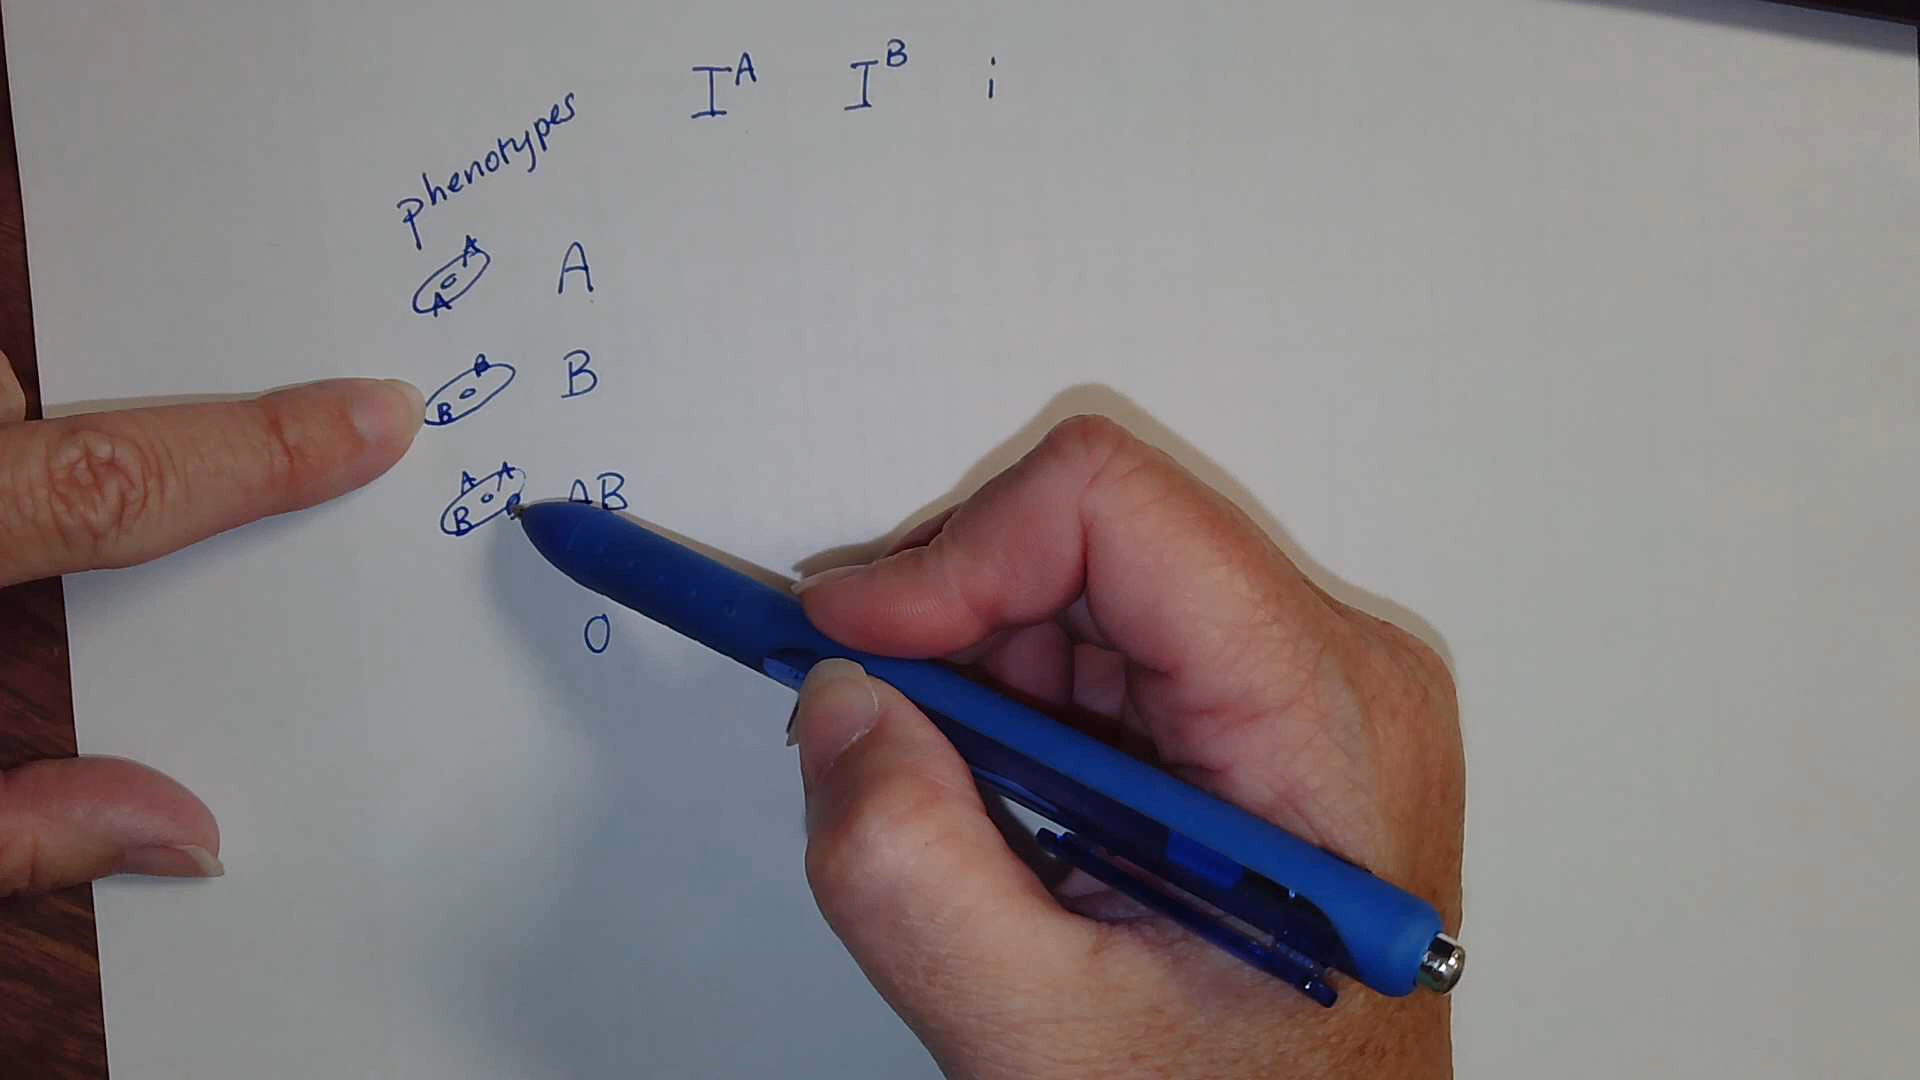 I^A I^B i
phenotypes
A A A
B B B
A A B B AB
O